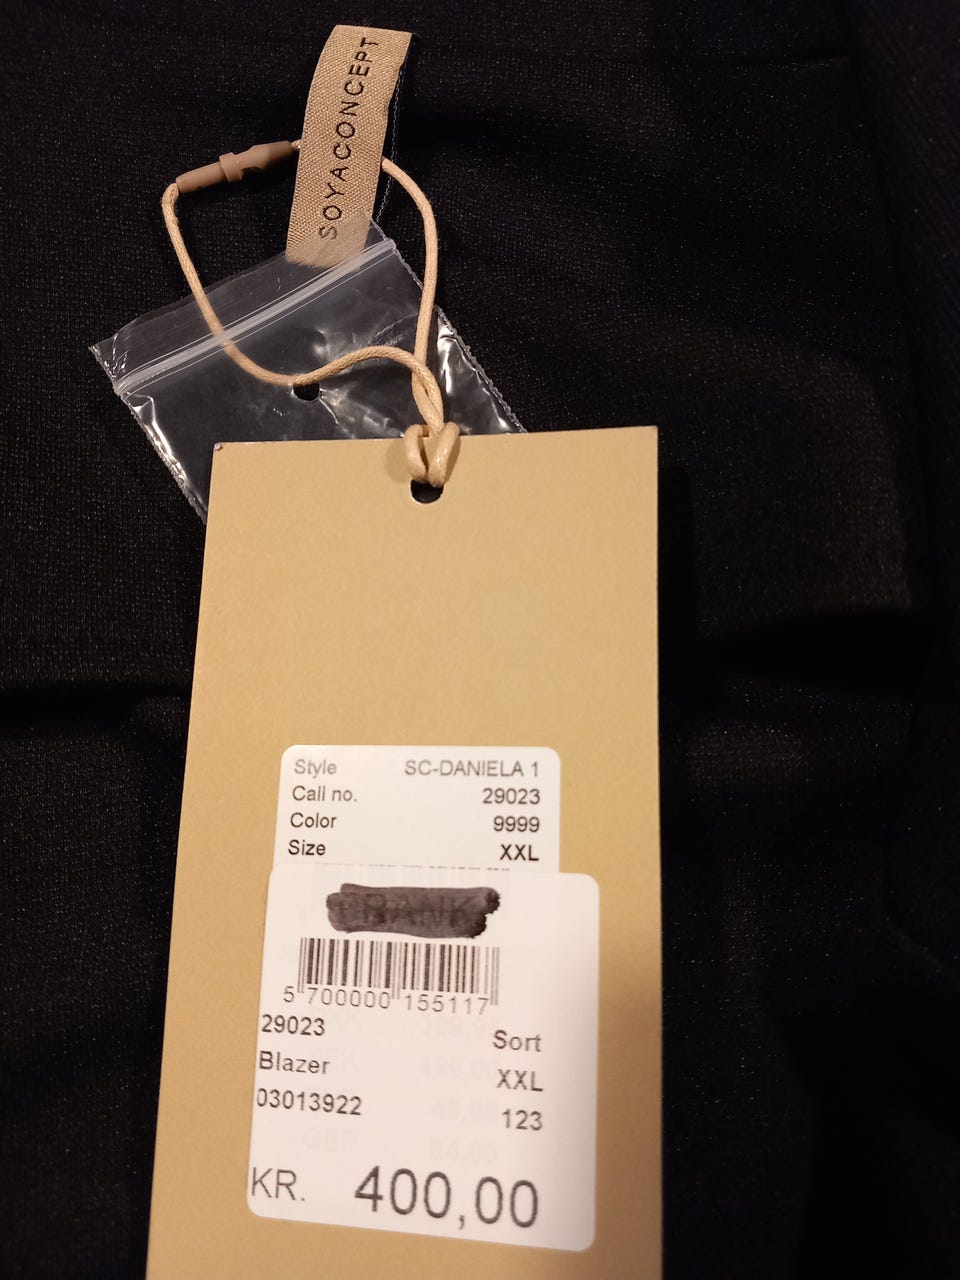 SOYACONCEPT
Style SC-DANIELA 1
Call no. 29023
Color 9999
Size XXL
5 700000 155117
29023 Sort
Blazer XXL
03013922 123
KR. 400,00